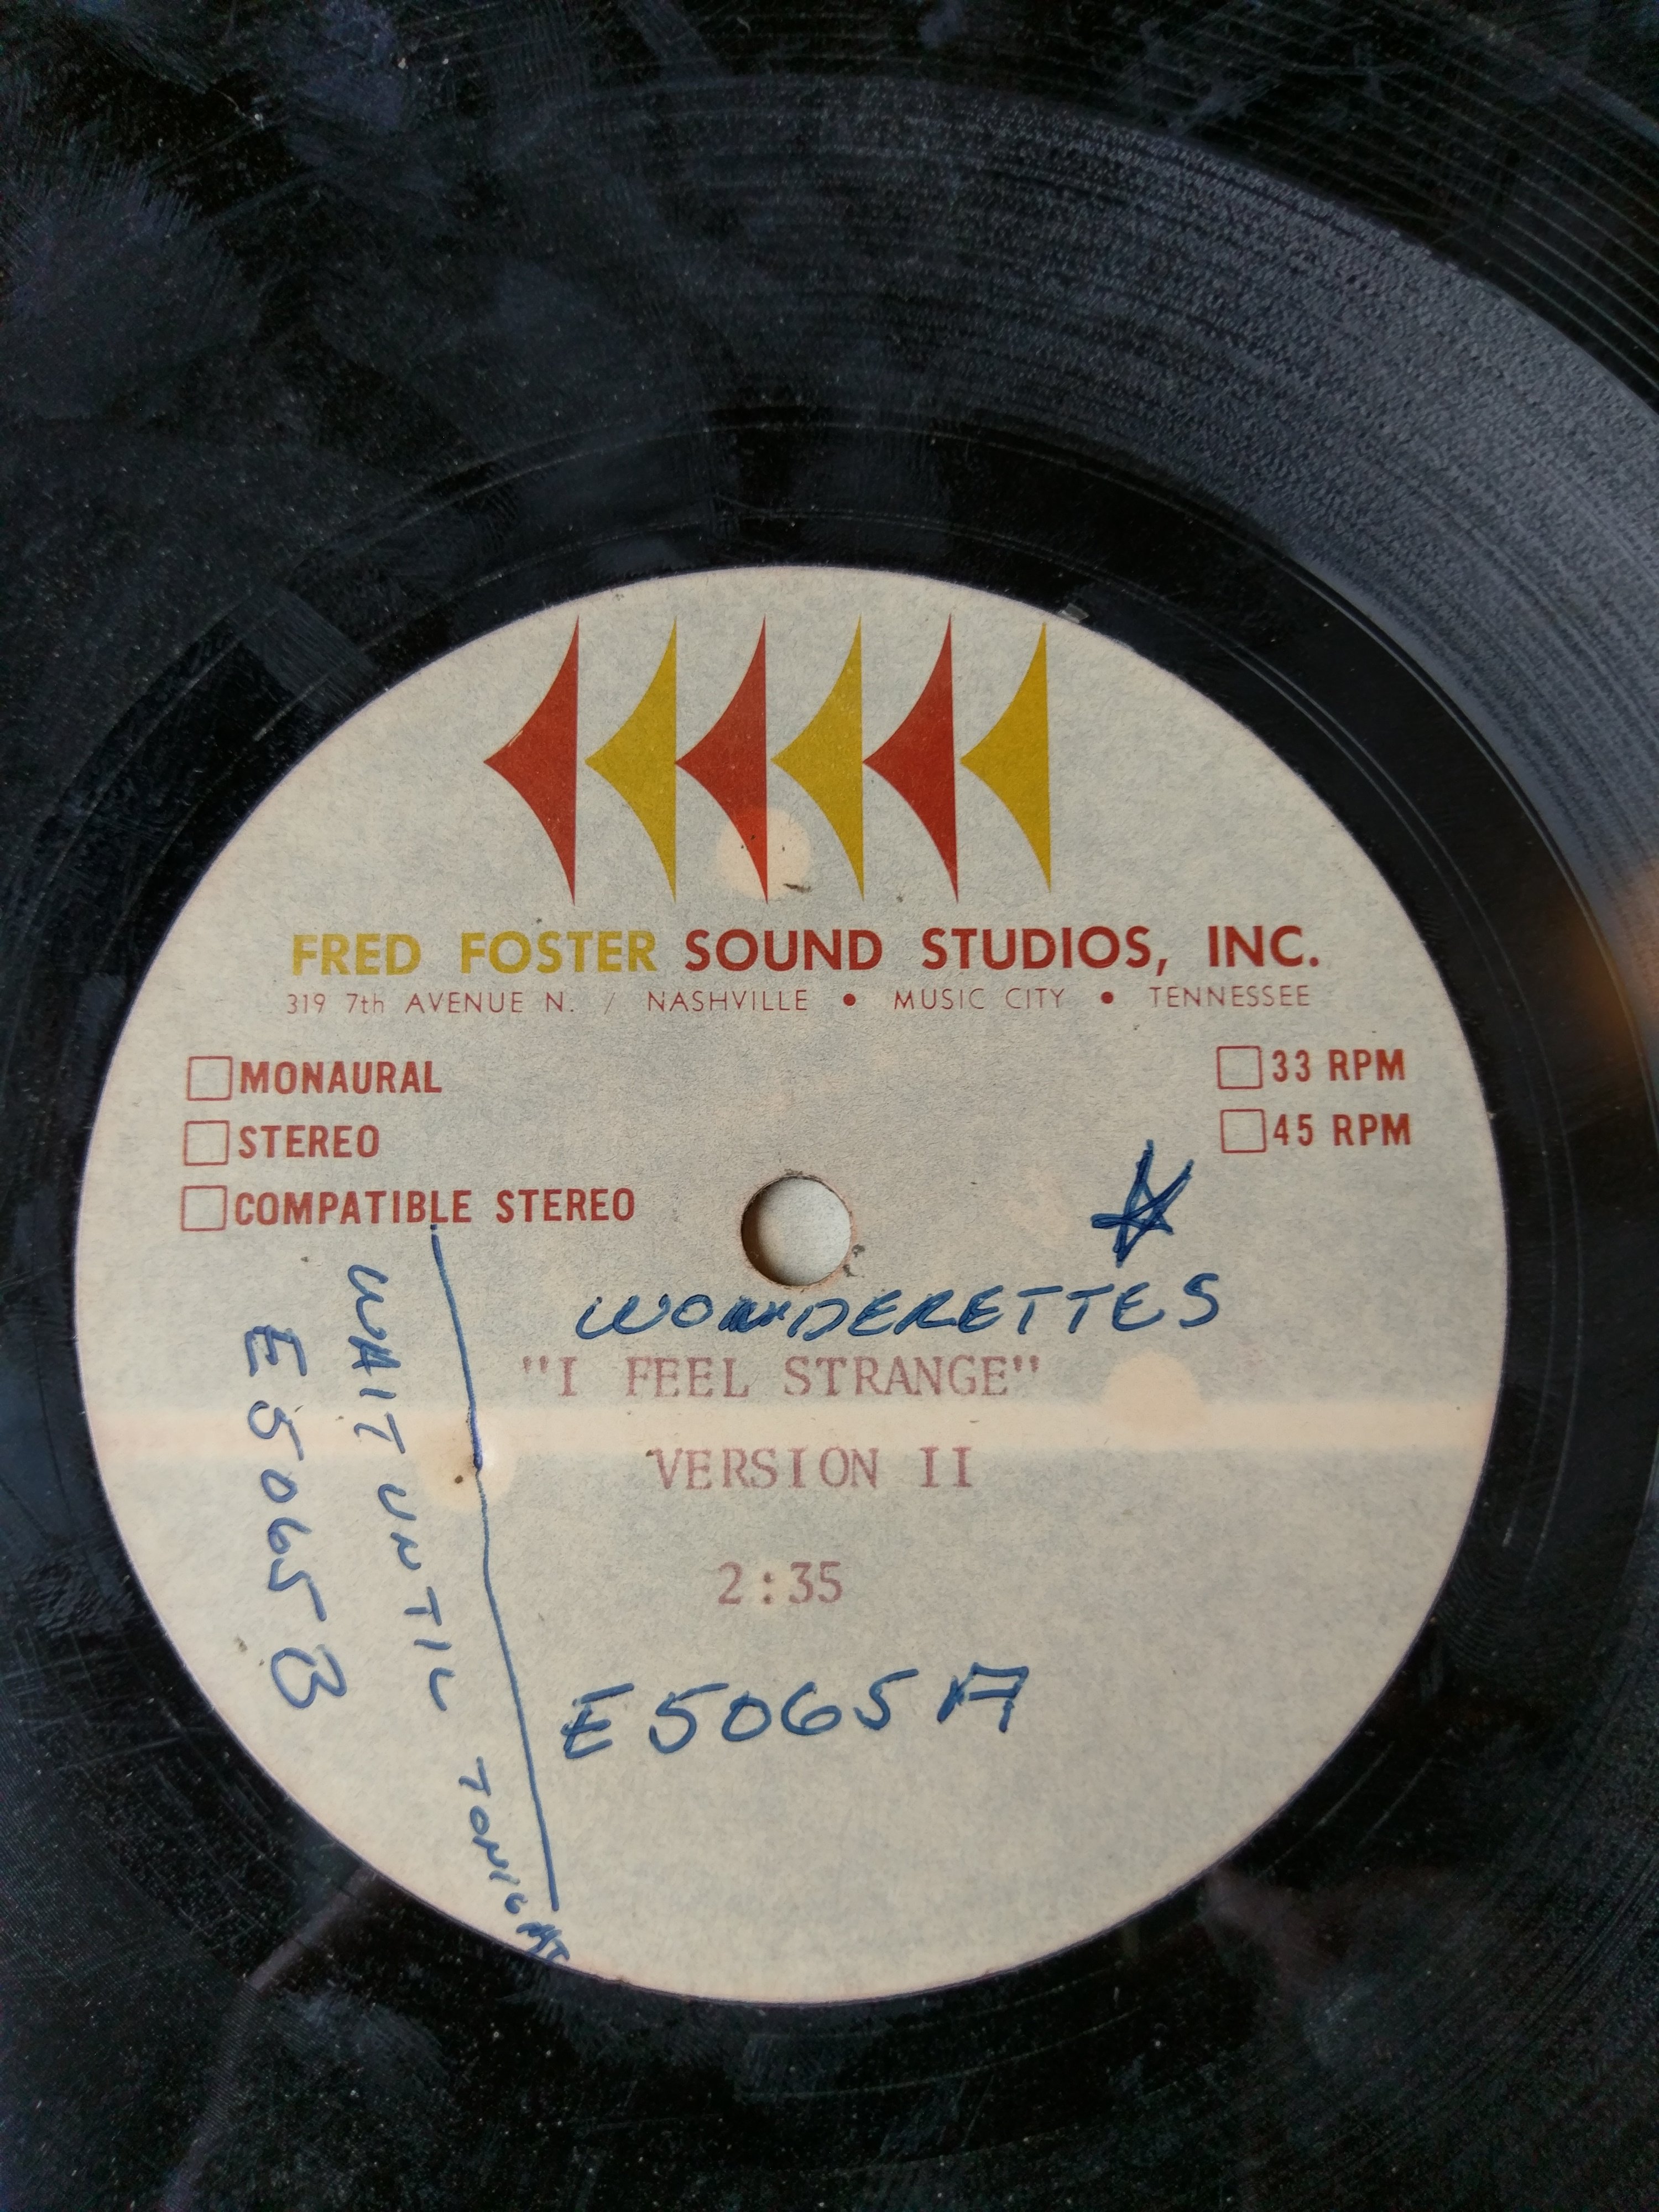 FRED FOSTER SOUND STUDIOS, INC.
319 7th AVENUE N. / NASHVILLE • MUSIC CITY • TENNESSEE
MONAURAL
STEREO
COMPATIBLE STEREO
33 RPM
45 RPM
WONDERETTES
"I FEEL STRANGE"
VERSION II
2:35
E5065A
WAIT UNTIL TONIGHT
E5065B